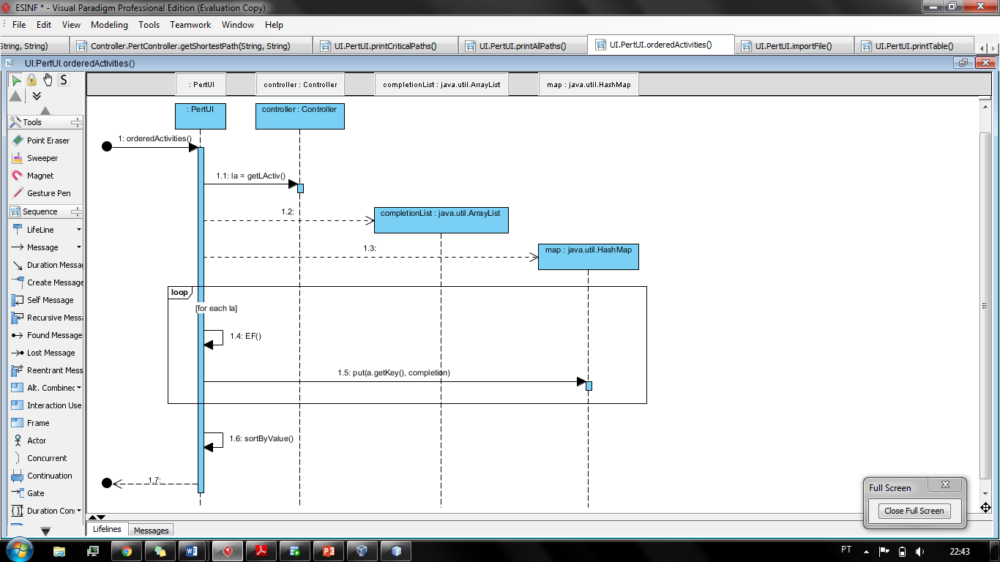 ESINF * - Visual Paradigm Professional Edition (Evaluation Copy)
File Edit View Modeling Tools Teamwork Window Help
String, String) Controller.PertController.getShortestPath(String, String) UI.PertUI.printCriticalPaths() UI.PertUI.printAllPaths() UI.PertUI.orderedActivities() UI.PertUI.importFile() UI.PertUI.printTable()
UI.PertUI.orderedActivities()
S
Tools
Point Eraser
Sweeper
Magnet
Gesture Pen
Sequence
LifeLine
Message
Duration Messa
Create Message
Self Message
Recursive Mess
Found Message
Lost Message
Reentrant Mess
Alt. Combinec
Interaction Use
Frame
Actor
Concurrent
Continuation
Gate
Duration Con
: PertUI controller : Controller completionList : java.util.ArrayList map : java.util.HashMap
: PertUI controller : Controller
1: orderedActivities()
1.1: la = getLActiv()
1.2:
completionList : java.util.ArrayList
1.3:
map : java.util.HashMap
loop
[for each la]
1.4: EF()
1.5: put(a.getKey(), completion)
1.6: sortByValue()
1.7:
Full Screen
Close Full Screen
Lifelines Messages
PT 22:43